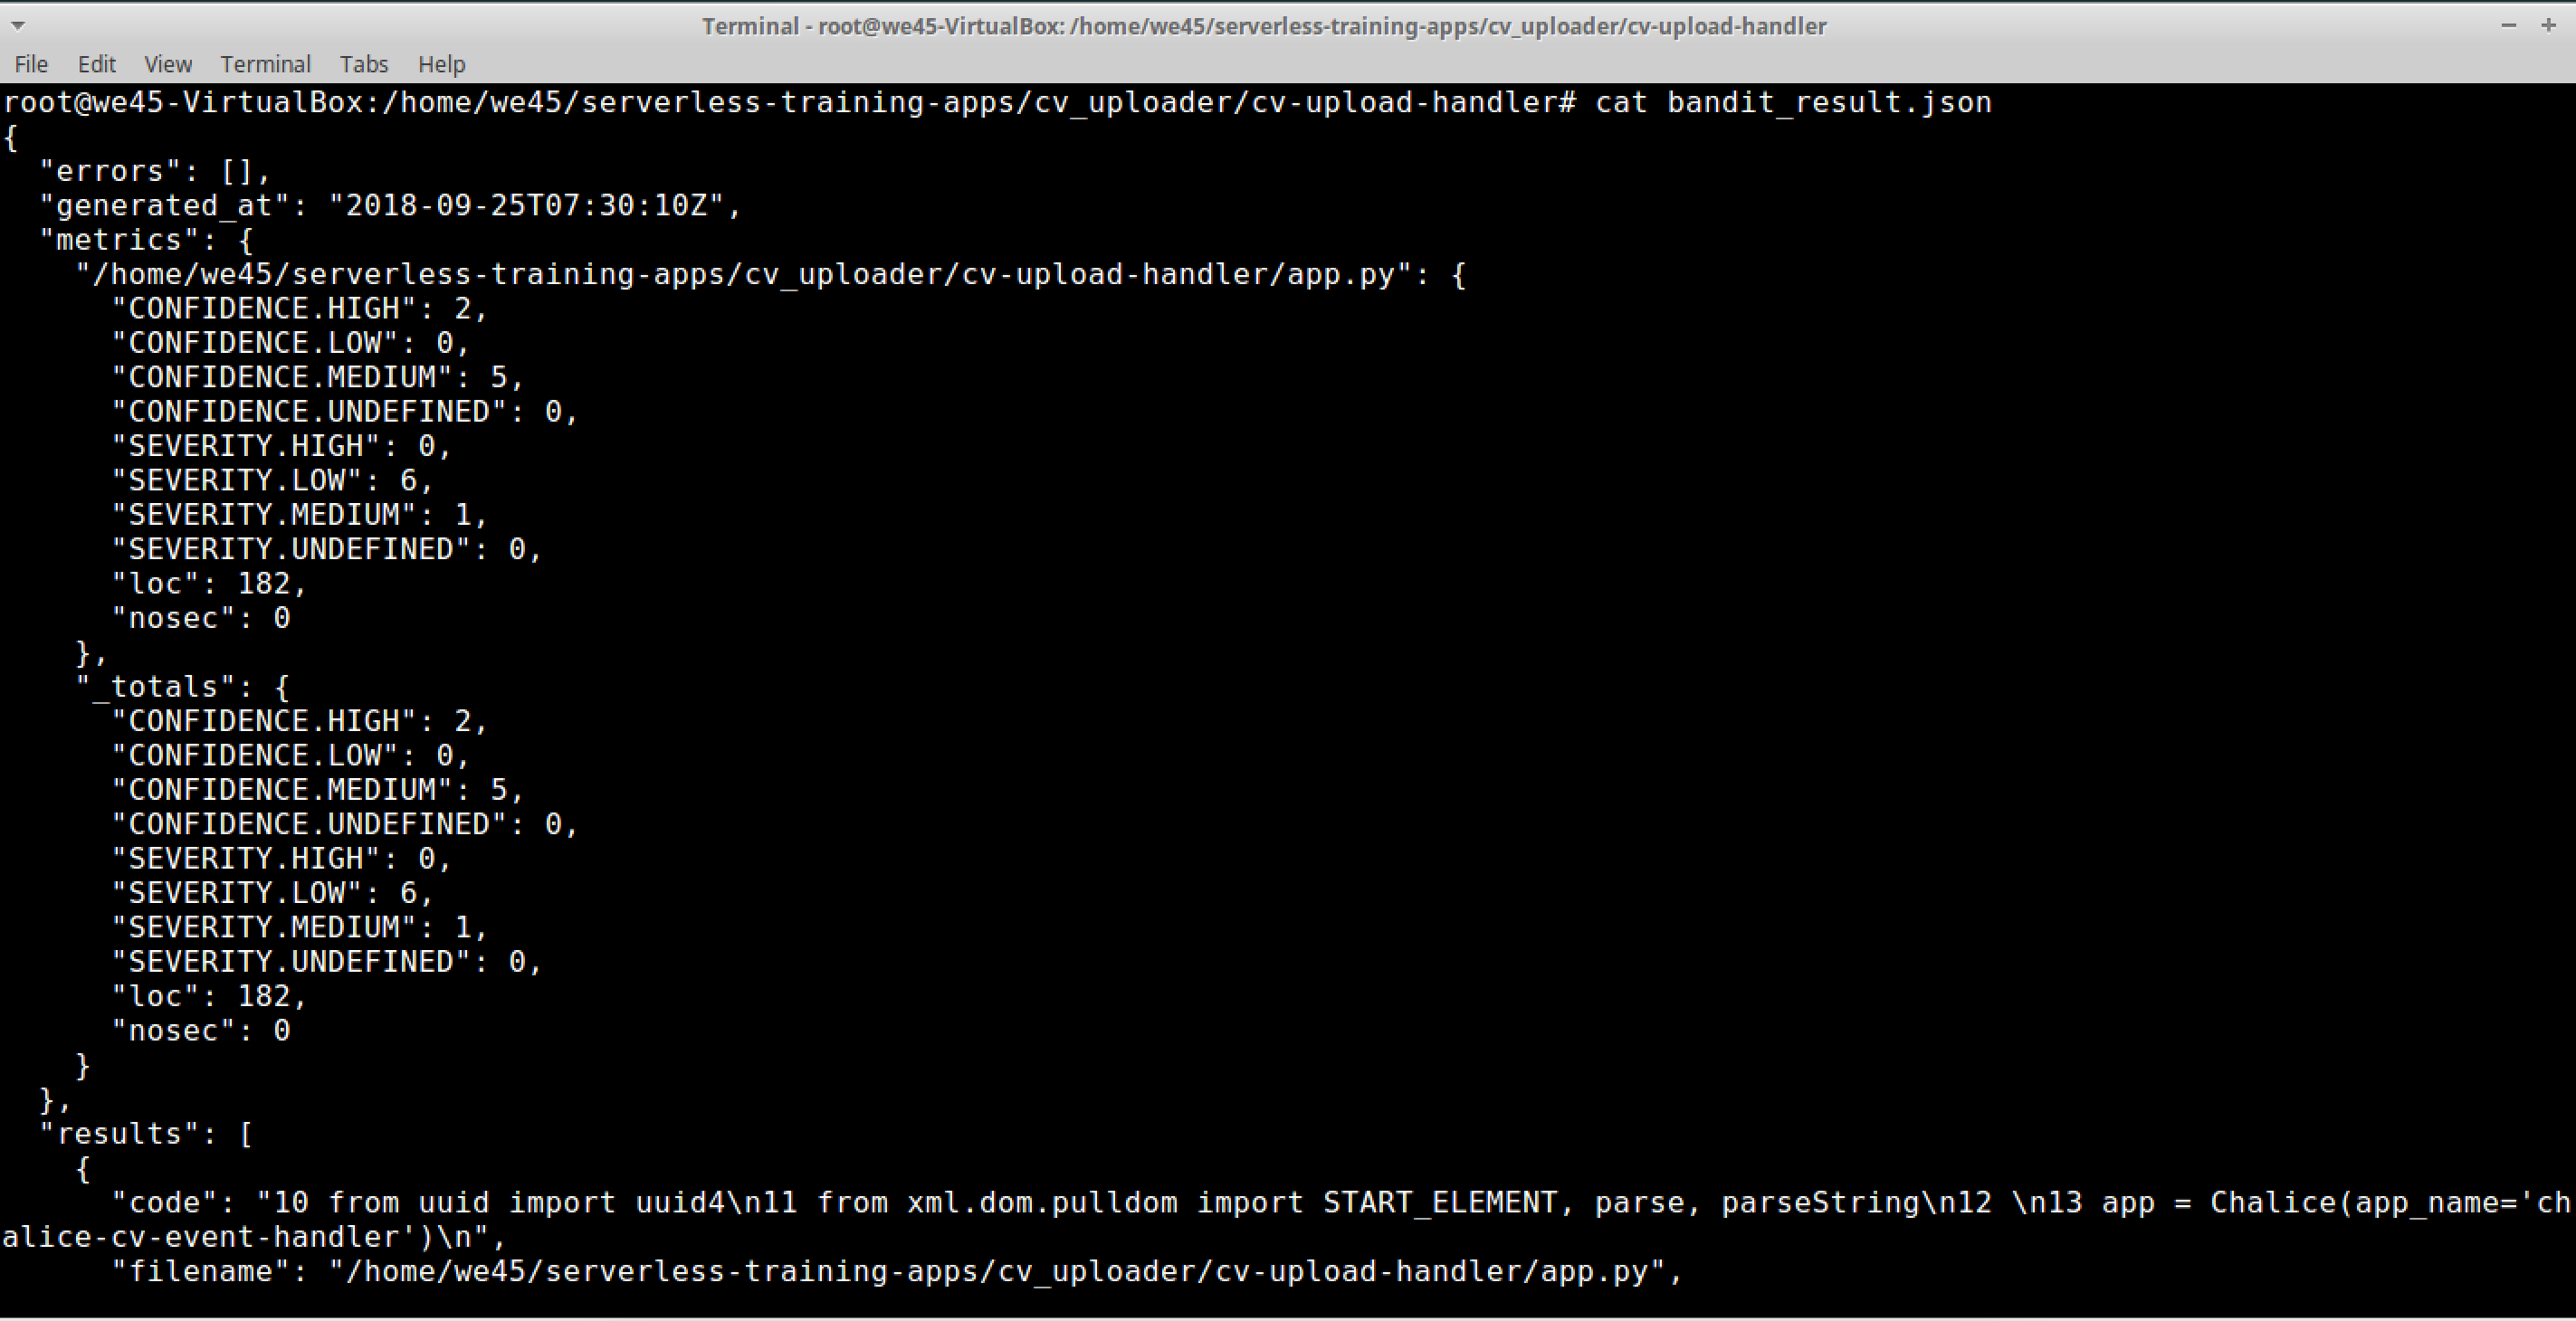 Terminal - root@we45-VirtualBox: /home/we45/serverless-training-apps/cv_uploader/cv-upload-handler
File Edit View Terminal Tabs Help
root@we45-VirtualBox:/home/we45/serverless-training-apps/cv_uploader/cv-upload-handler# cat bandit_result.json
{
  "errors": [],
  "generated_at": "2018-09-25T07:30:10Z",
  "metrics": {
    "/home/we45/serverless-training-apps/cv_uploader/cv-upload-handler/app.py": {
      "CONFIDENCE.HIGH": 2,
      "CONFIDENCE.LOW": 0,
      "CONFIDENCE.MEDIUM": 5,
      "CONFIDENCE.UNDEFINED": 0,
      "SEVERITY.HIGH": 0,
      "SEVERITY.LOW": 6,
      "SEVERITY.MEDIUM": 1,
      "SEVERITY.UNDEFINED": 0,
      "loc": 182,
      "nosec": 0
    },
    "_totals": {
      "CONFIDENCE.HIGH": 2,
      "CONFIDENCE.LOW": 0,
      "CONFIDENCE.MEDIUM": 5,
      "CONFIDENCE.UNDEFINED": 0,
      "SEVERITY.HIGH": 0,
      "SEVERITY.LOW": 6,
      "SEVERITY.MEDIUM": 1,
      "SEVERITY.UNDEFINED": 0,
      "loc": 182,
      "nosec": 0
    }
  },
  "results": [
    {
      "code": "10 from uuid import uuid4\n11 from xml.dom.pulldom import START_ELEMENT, parse, parseString\n12 \n13 app = Chalice(app_name='ch
alice-cv-event-handler')\n",
      "filename": "/home/we45/serverless-training-apps/cv_uploader/cv-upload-handler/app.py",